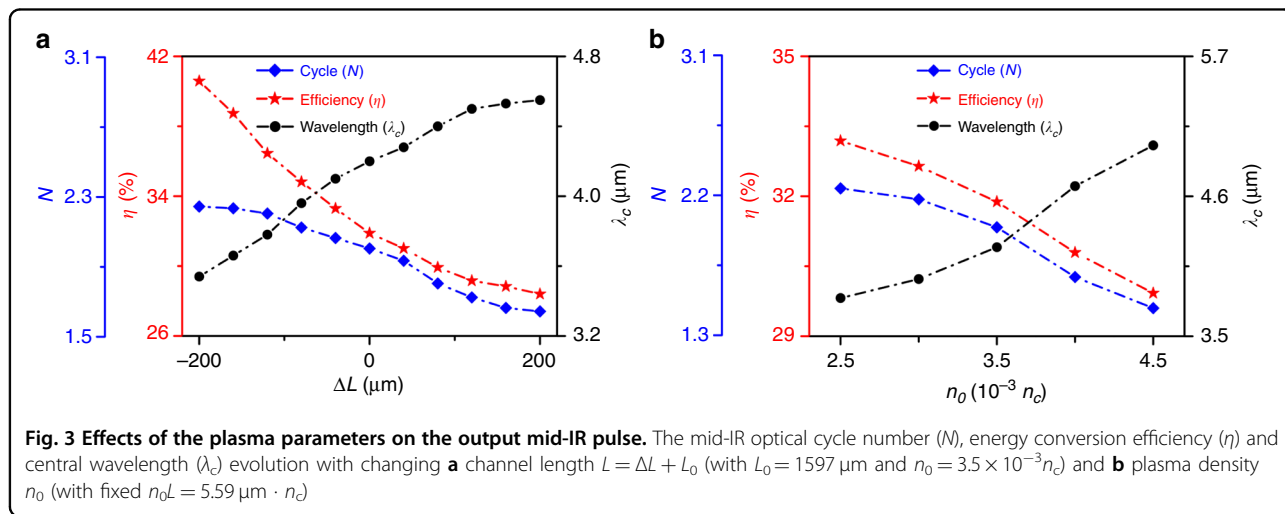 a
b
3.1
2.3
1.5
N
42
34
26
η (%)
Cycle (N)
Efficiency (η)
Wavelength (λc)
4.8
4.0
3.2
λc (μm)
−200
0
200
ΔL (μm)
3.1
2.2
1.3
N
35
32
29
η (%)
Cycle (N)
Efficiency (η)
Wavelength (λc)
5.7
4.6
3.5
λc (μm)
2.5
3.5
4.5
n0 (10−3 nc)
Fig. 3 Effects of the plasma parameters on the output mid-IR pulse. The mid-IR optical cycle number (N), energy conversion efficiency (η) and
central wavelength (λc) evolution with changing a channel length L = ΔL + L0 (with L0 = 1597 μm and n0 = 3.5 × 10−3nc) and b plasma density
n0 (with fixed n0L = 5.59 μm · nc)